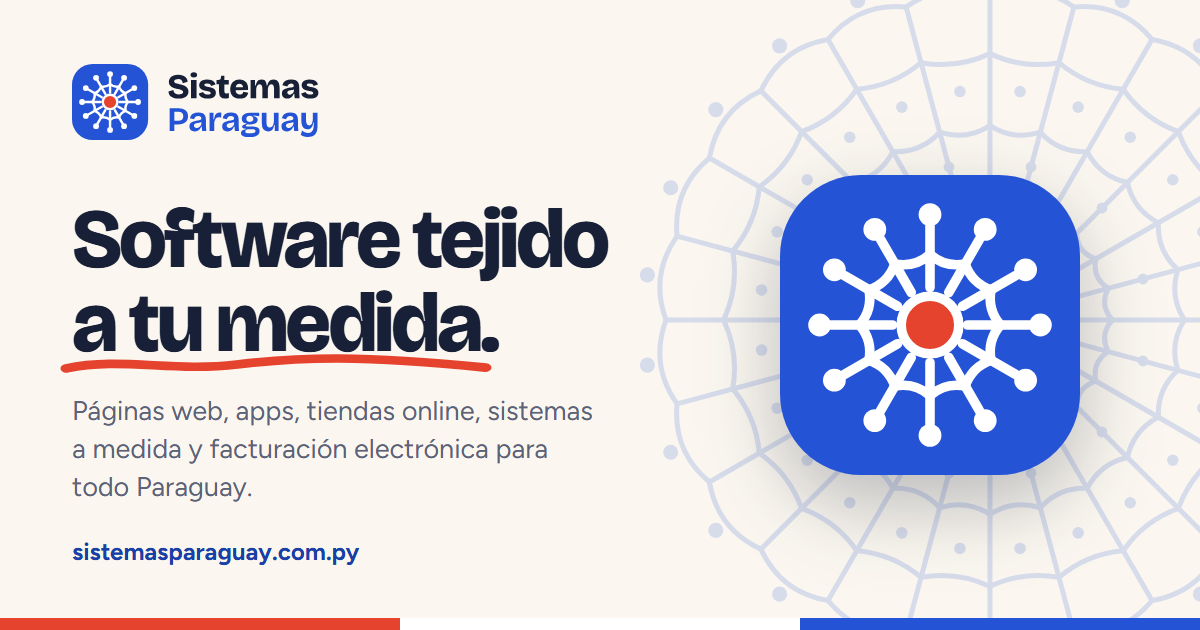 Sistemas
Paraguay
Software tejido
a tu medida.
Páginas web, apps, tiendas online, sistemas
a medida y facturación electrónica para
todo Paraguay.
sistemasparaguay.com.py